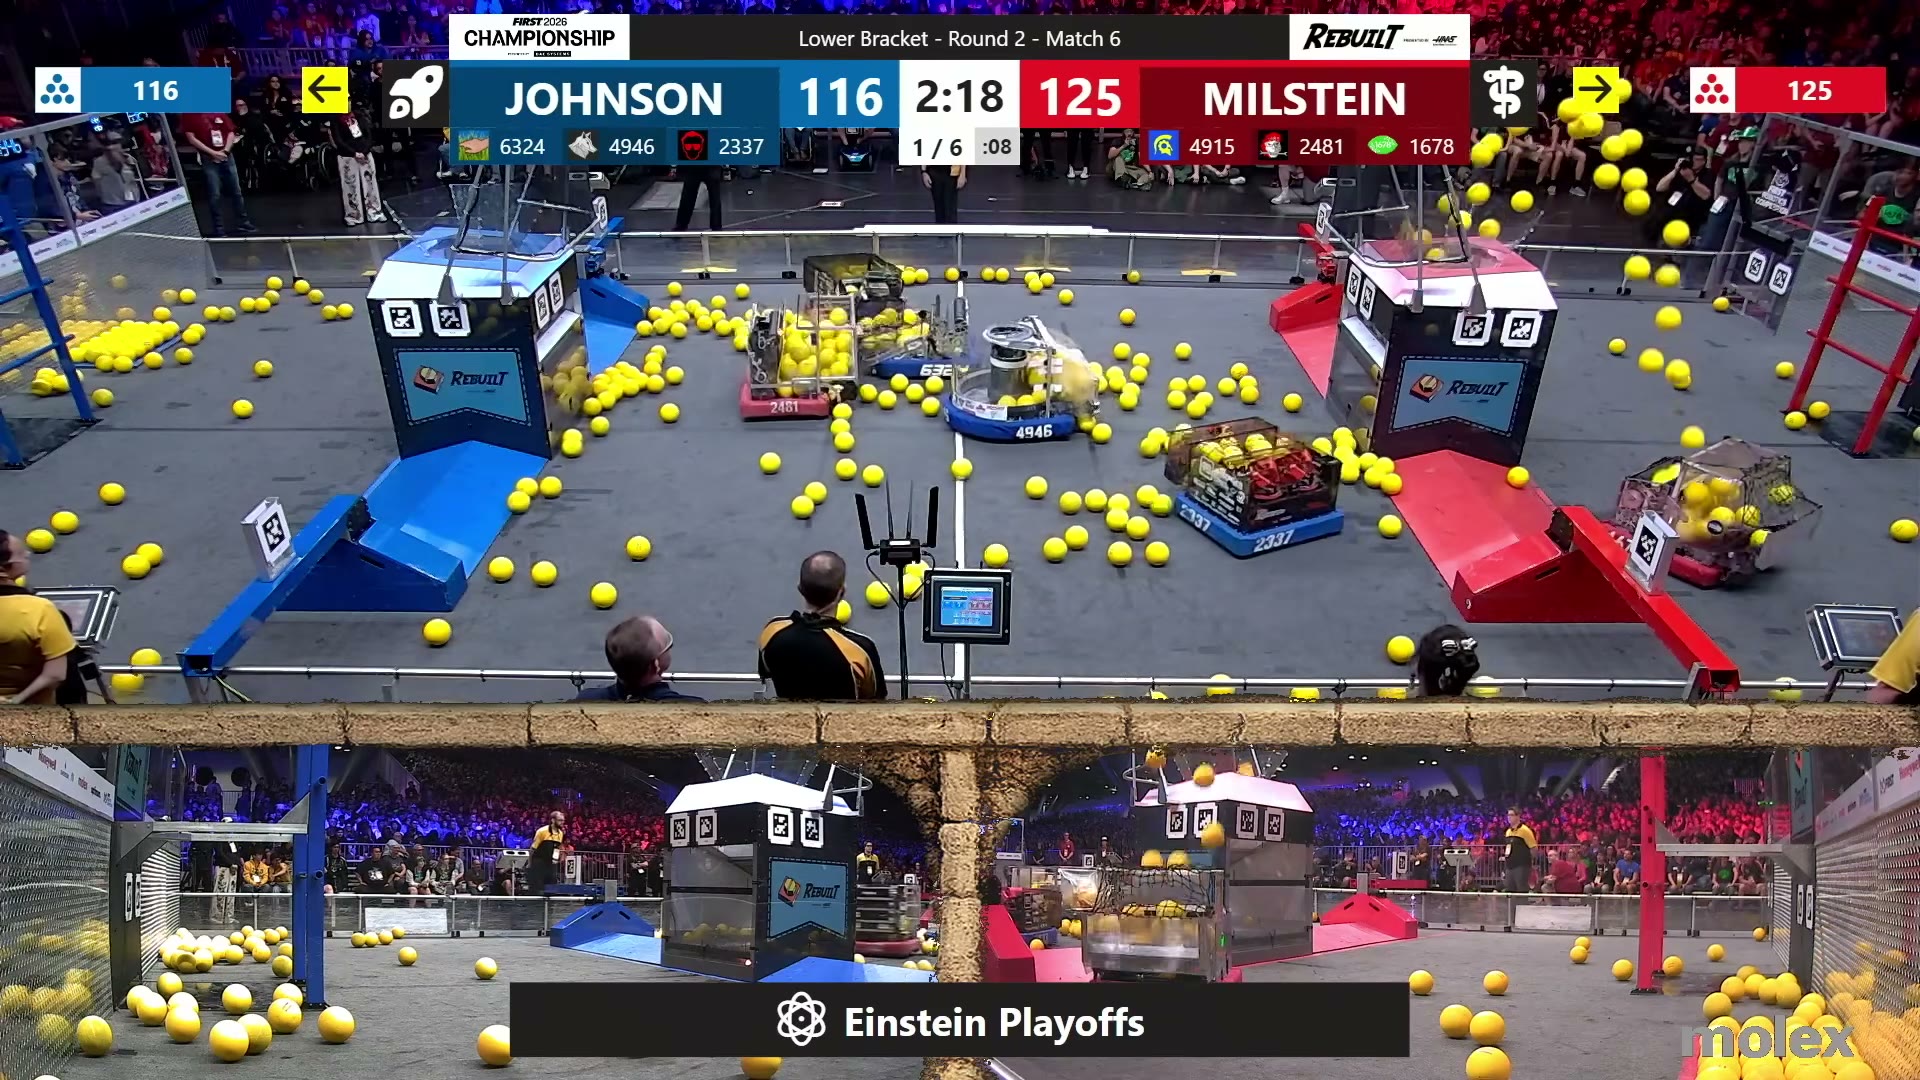 FIRST 2026
CHAMPIONSHIP
Lower Bracket - Round 2 - Match 6
REBUILT
116
JOHNSON
116
2:18
125
MILSTEIN
125
6324
4946
2337
1 / 6
:08
4915
2481
1678
REBUILT
REBUILT
2481
632
4946
2337
2337
REBUILT
Einstein Playoffs
molex